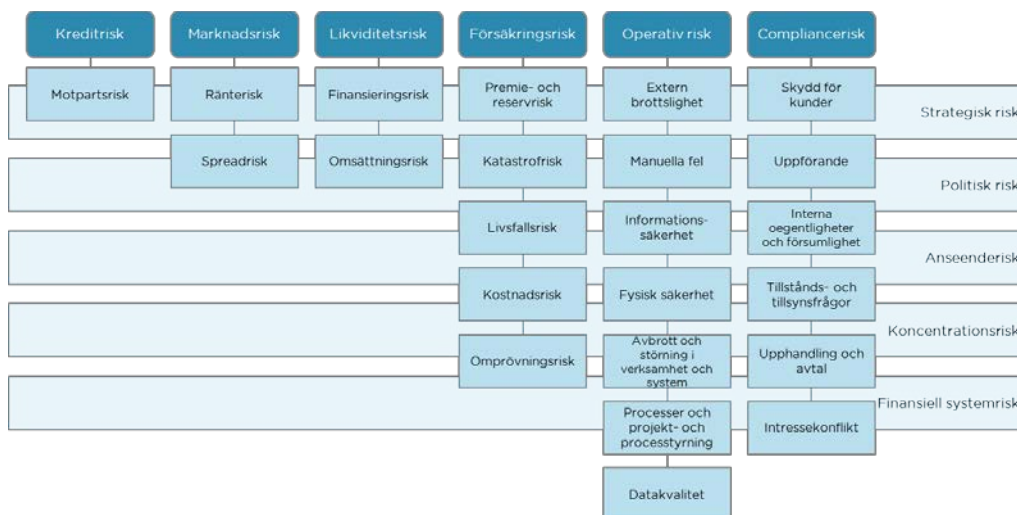 Kreditrisk
Motpartsrisk
Marknadsrisk
Ränterisk
Spreadrisk
Likviditetsrisk
Finansieringsrisk
Omsättningsrisk
Försäkringsrisk
Premie- och
reservrisk
Katastrofrisk
Livsfallsrisk
Kostnadsrisk
Omprövningsrisk
Operativ risk
Extern
brottslighet
Manuella fel
Informations-
säkerhet
Fysisk säkerhet
Avbrott och
störning i
verksamhet och
system
Processer och
projekt- och
processtyrning
Datakvalitet
Compliancerisk
Skydd för
kunder
Uppförande
Interna
oegentligheter
och försumlighet
Tillstånds- och
tillsynsfrågor
Upphandling och
avtal
Intressekonflikt
Strategisk risk
Politisk risk
Anseenderisk
Koncentrationsrisk
Finansiell systemrisk